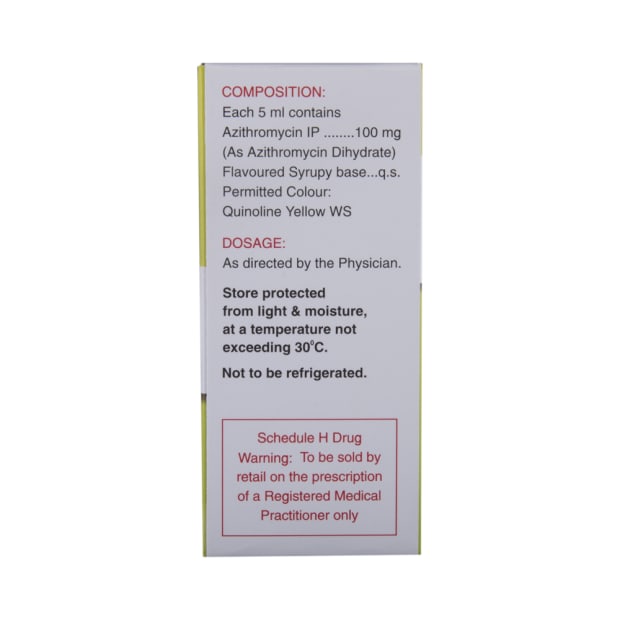 COMPOSITION:
Each 5 ml contains
Azithromycin IP ........100 mg
(As Azithromycin Dihydrate)
Flavoured Syrupy base...q.s.
Permitted Colour:
Quinoline Yellow WS
DOSAGE:
As directed by the Physician.
Store protected
from light & moisture,
at a temperature not
exceeding 30⁰C.
Not to be refrigerated.
Schedule H Drug
Warning: To be sold by
retail on the prescription
of a Registered Medical
Practitioner only